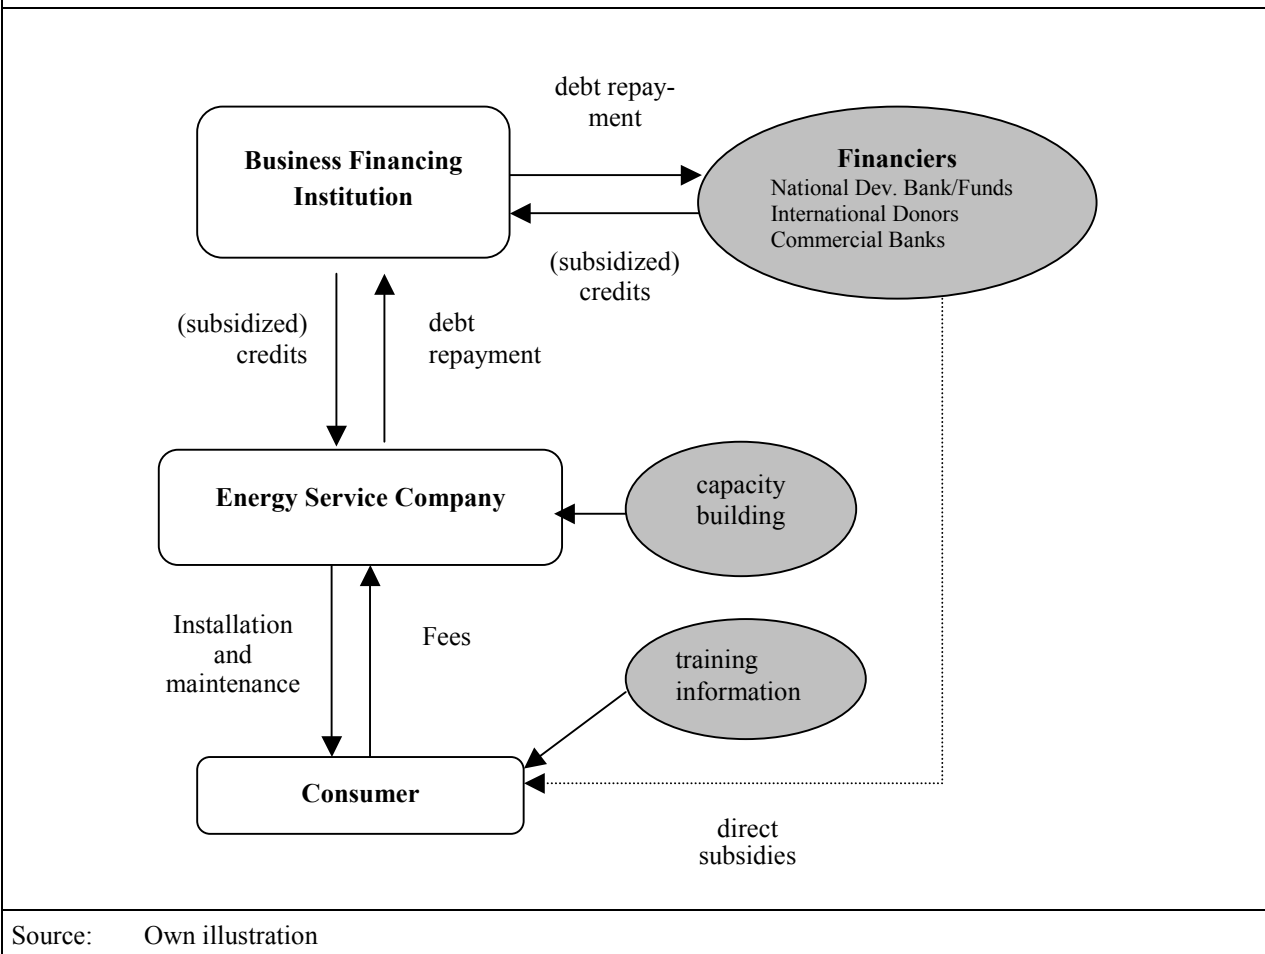 debt repay-
ment
Business Financing
Institution
Financiers
National Dev. Bank/Funds
International Donors
Commercial Banks
(subsidized)
credits
(subsidized)
credits
debt
repayment
Energy Service Company
capacity
building
Installation
and
maintenance
Fees
training
information
Consumer
direct
subsidies
Source: Own illustration